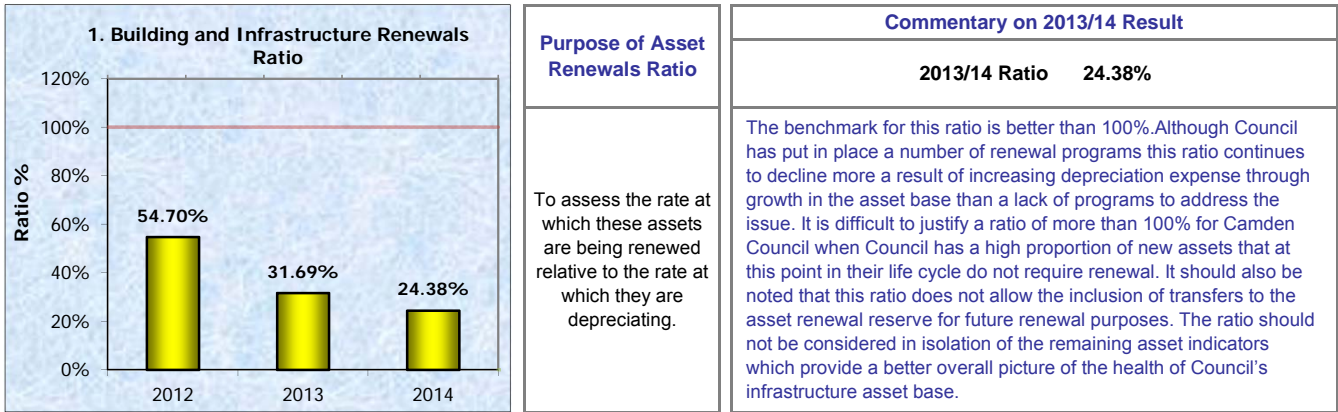 1. Building and Infrastructure Renewals
Ratio
120%
100%
80%
60%
40%
20%
0%
Ratio %
54.70%
31.69%
24.38%
2012
2013
2014
Purpose of Asset
Renewals Ratio
To assess the rate at
which these assets
are being renewed
relative to the rate at
which they are
depreciating.
Commentary on 2013/14 Result
2013/14 Ratio 24.38%
The benchmark for this ratio is better than 100%.Although Council
has put in place a number of renewal programs this ratio continues
to decline more a result of increasing depreciation expense through
growth in the asset base than a lack of programs to address the
issue. It is difficult to justify a ratio of more than 100% for Camden
Council when Council has a high proportion of new assets that at
this point in their life cycle do not require renewal. It should also be
noted that this ratio does not allow the inclusion of transfers to the
asset renewal reserve for future renewal purposes. The ratio should
not be considered in isolation of the remaining asset indicators
which provide a better overall picture of the health of Council’s
infrastructure asset base.